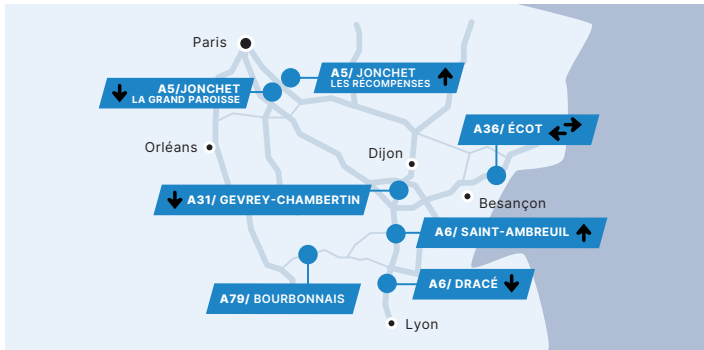 Paris
A5/ JONCHET
LES RÉCOMPENSES
A5/JONCHET
LA GRAND PAROISSE
A36/ ÉCOT
Orléans
Dijon
A31/ GEVREY-CHAMBERTIN
Besançon
A6/ SAINT-AMBREUIL
A6/ DRACÉ
A79/ BOURBONNAIS
Lyon